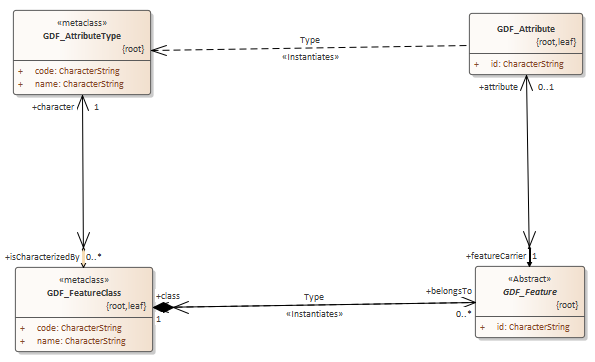 «metaclass»
GDF_AttributeType
{root}
+ code: CharacterString
+ name: CharacterString
GDF_Attribute
{root,leaf}
+ id: CharacterString
Type
«Instantiates»
+character 1
+attribute 0..1
+isCharacterizedBy 0..*
+featureCarrier 1
«metaclass»
GDF_FeatureClass
{root,leaf}
+ code: CharacterString
+ name: CharacterString
+class
1
Type
«Instantiates»
+belongsTo
0..*
«Abstract»
GDF_Feature
{root}
+ id: CharacterString